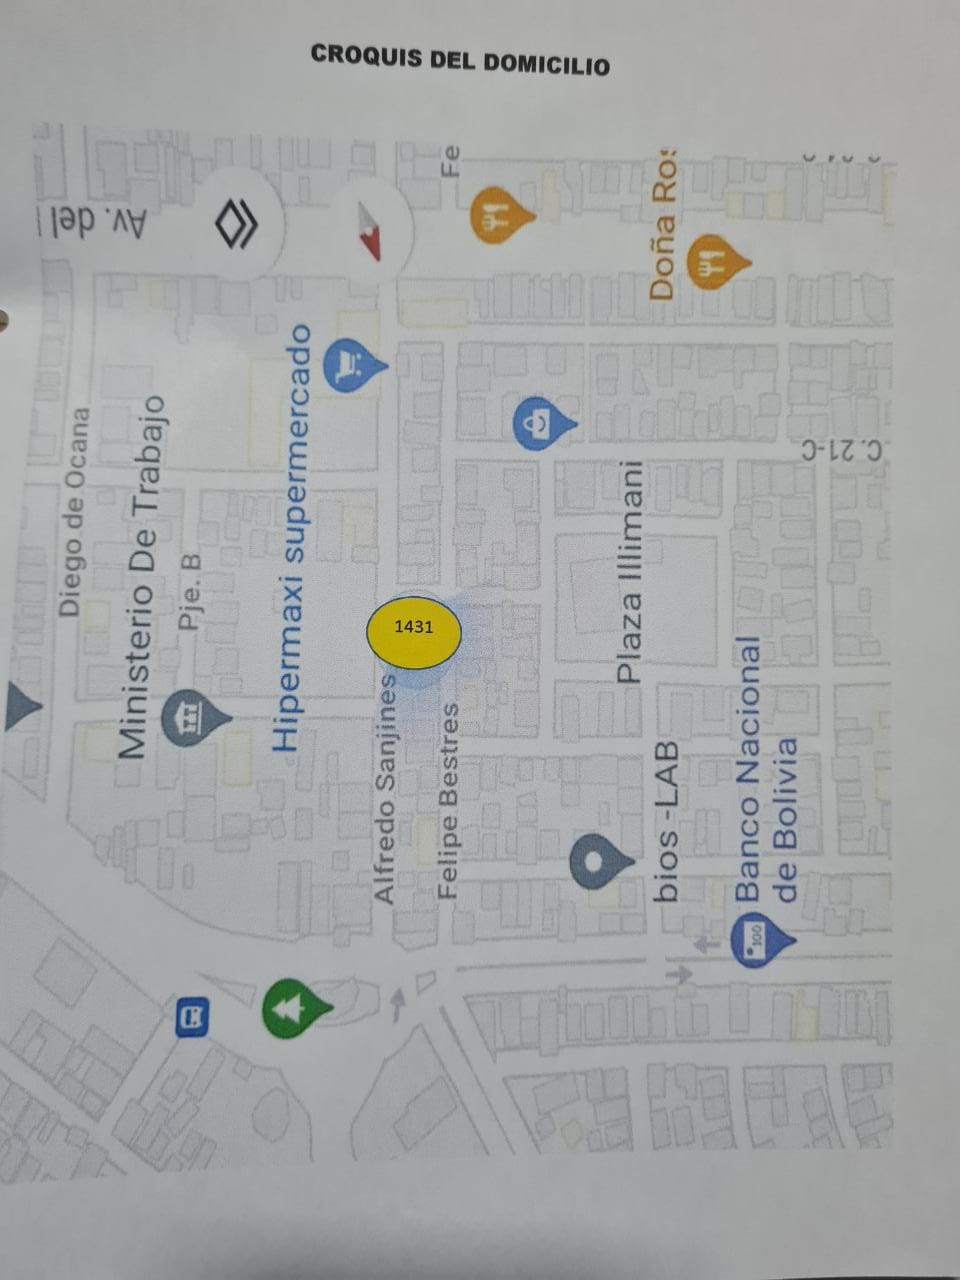 CROQUIS DEL DOMICILIO
Av. del
Fe
Doña Ros
Diego de Ocana
Ministerio De Trabajo
Pje. B
Hipermaxi supermercado
C. 21-C
Plaza Illimani
1431
Alfredo Sanjines
Felipe Bestres
bios -LAB
Banco Nacional
de Bolivia
100